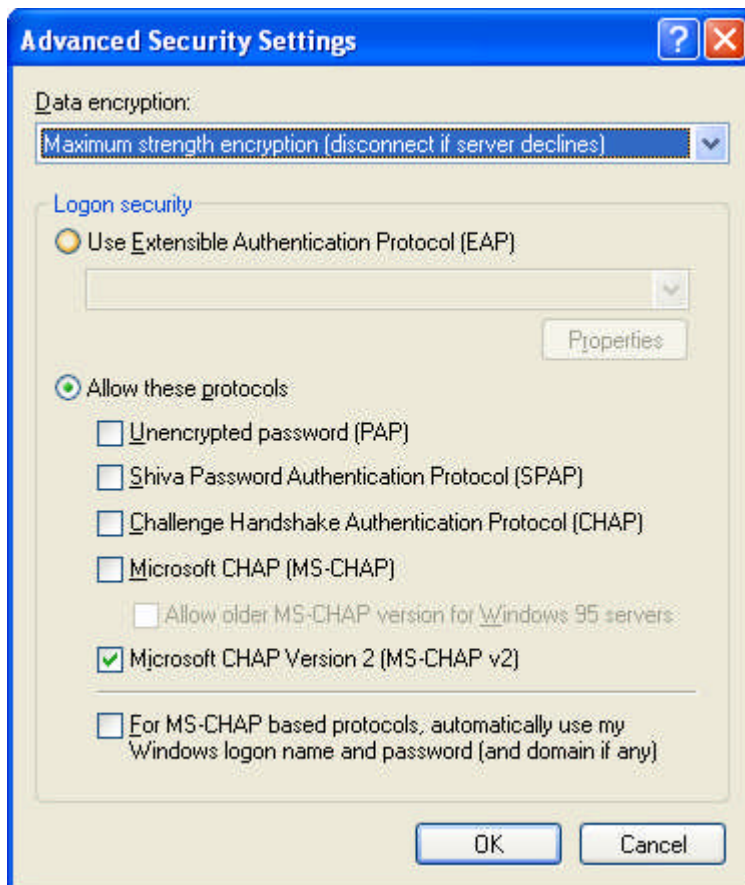 Advanced Security Settings
Data encryption:
Maximum strength encryption (disconnect if server declines)
Logon security
Use Extensible Authentication Protocol (EAP)
Properties
Allow these protocols
Unencrypted password (PAP)
Shiva Password Authentication Protocol (SPAP)
Challenge Handshake Authentication Protocol (CHAP)
Microsoft CHAP (MS-CHAP)
Allow older MS-CHAP version for Windows 95 servers
Microsoft CHAP Version 2 (MS-CHAP v2)
For MS-CHAP based protocols, automatically use my
Windows logon name and password (and domain if any)
OK Cancel